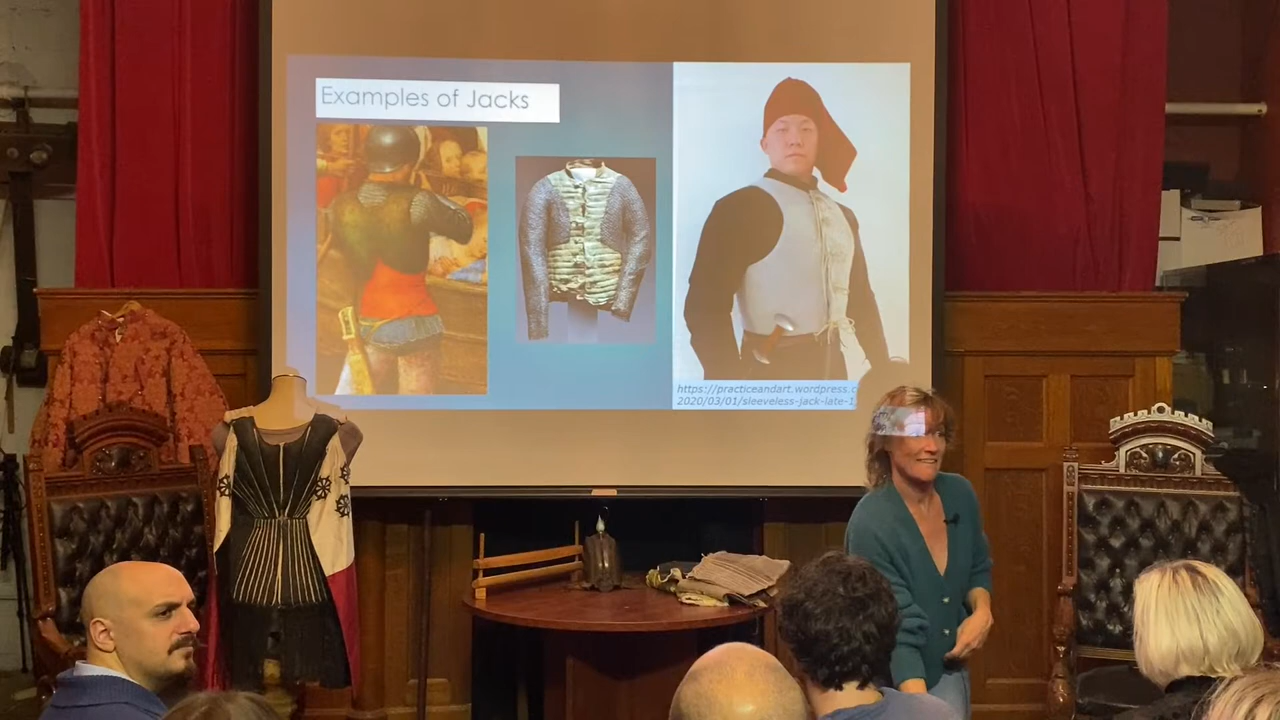 Examples of Jacks
https://practiceandart.wordpress.c
2020/03/01/sleeveless-jack-late-1